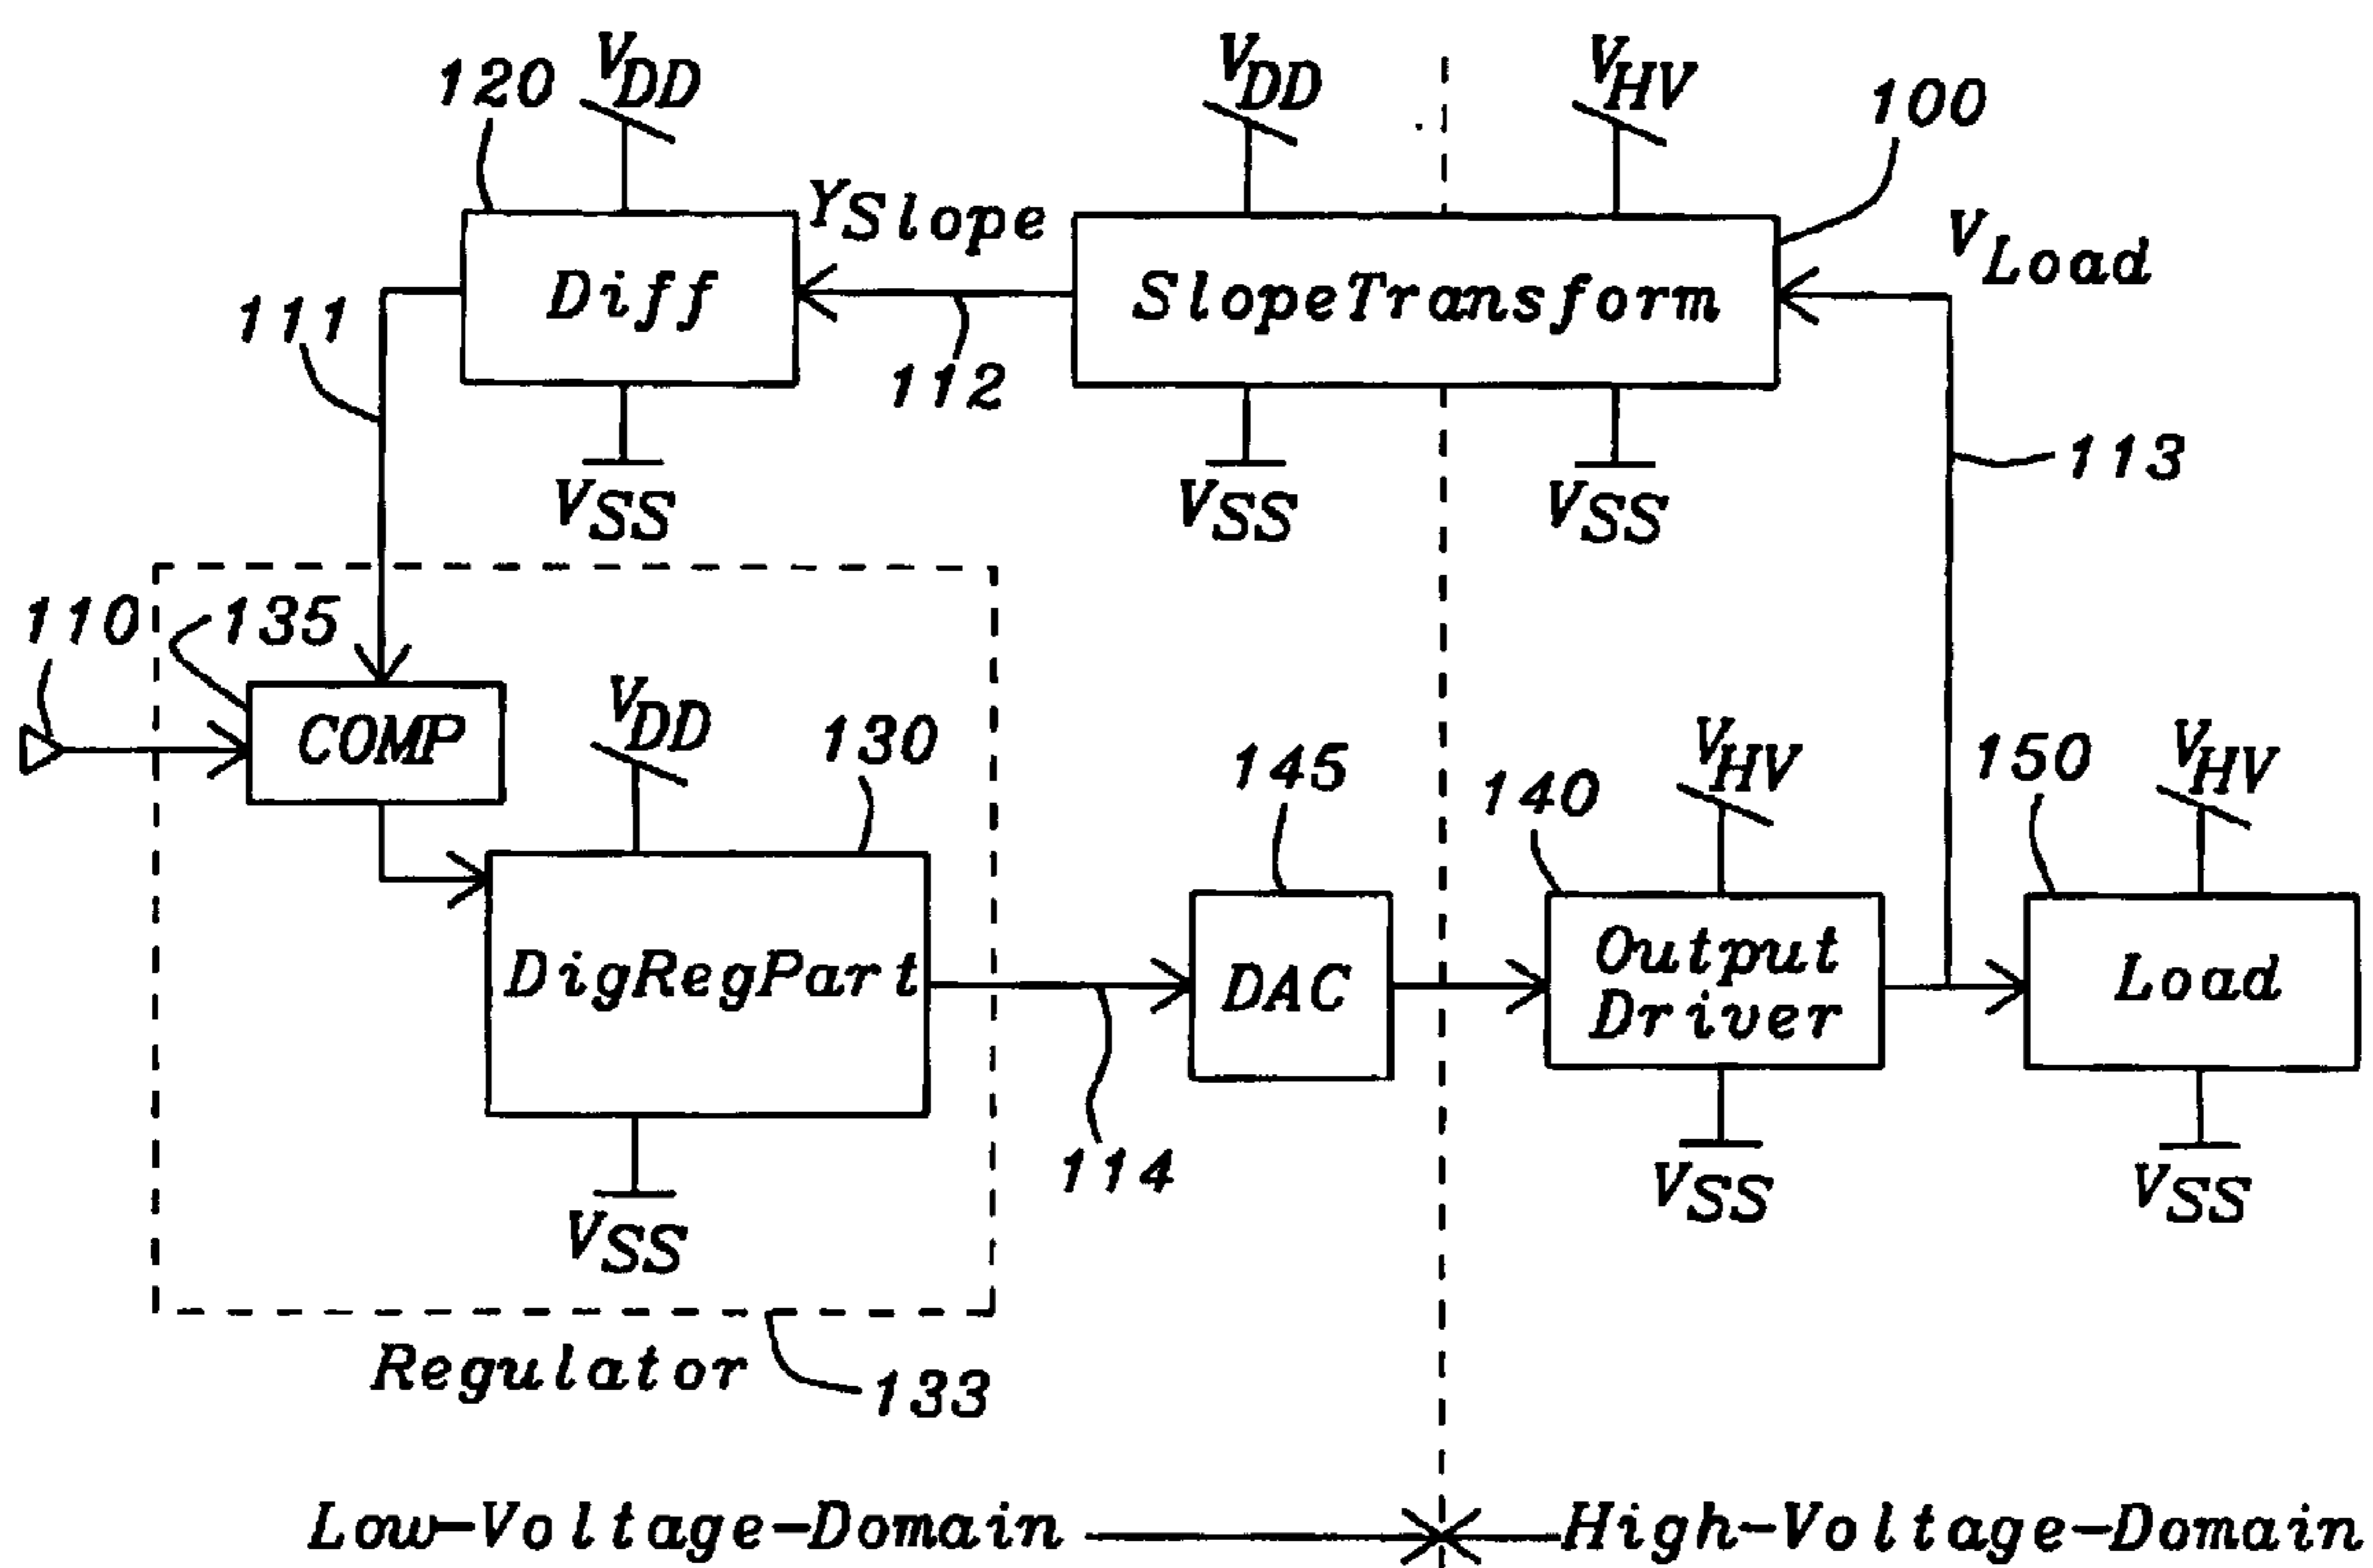 120
VDD
VDD
VHV
100
YSlope
VLoad
Diff
SlopeTransform
111
112
113
VSS
VSS
VSS
110
135
COMP
VDD
130
145
140
VHV
150
VHV
DigRegPart
DAC
Output
Driver
Load
114
VSS
VSS
VSS
Regulator
133
Low-Voltage-Domain
High-Voltage-Domain